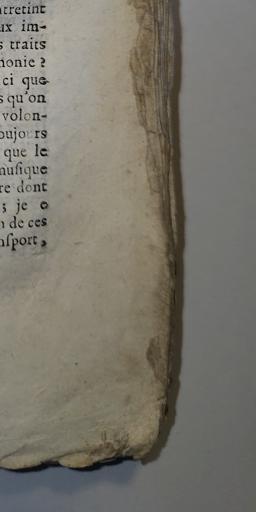 ntretint
ux im-
s traits
nonie ?
ci que
s qu'on
volon-
oujours
que le
muſique
re dont
; je
n de ces
nſport,